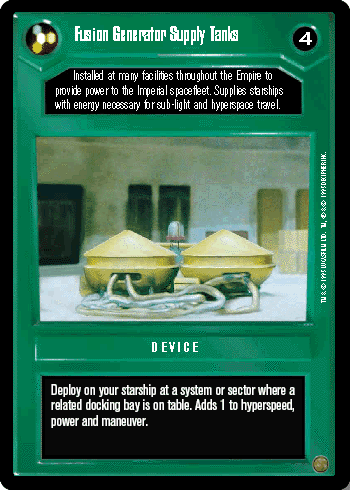 Fusion Generator Supply Tanks
4
Installed at many facilities throughout the Empire to
provide power to the Imperial spacefleet. Supplies starships
with energy necessary for sub-light and hyperspace travel.
DEVICE
Deploy on your starship at a system or sector where a
related docking bay is on table. Adds 1 to hyperspeed,
power and maneuver.